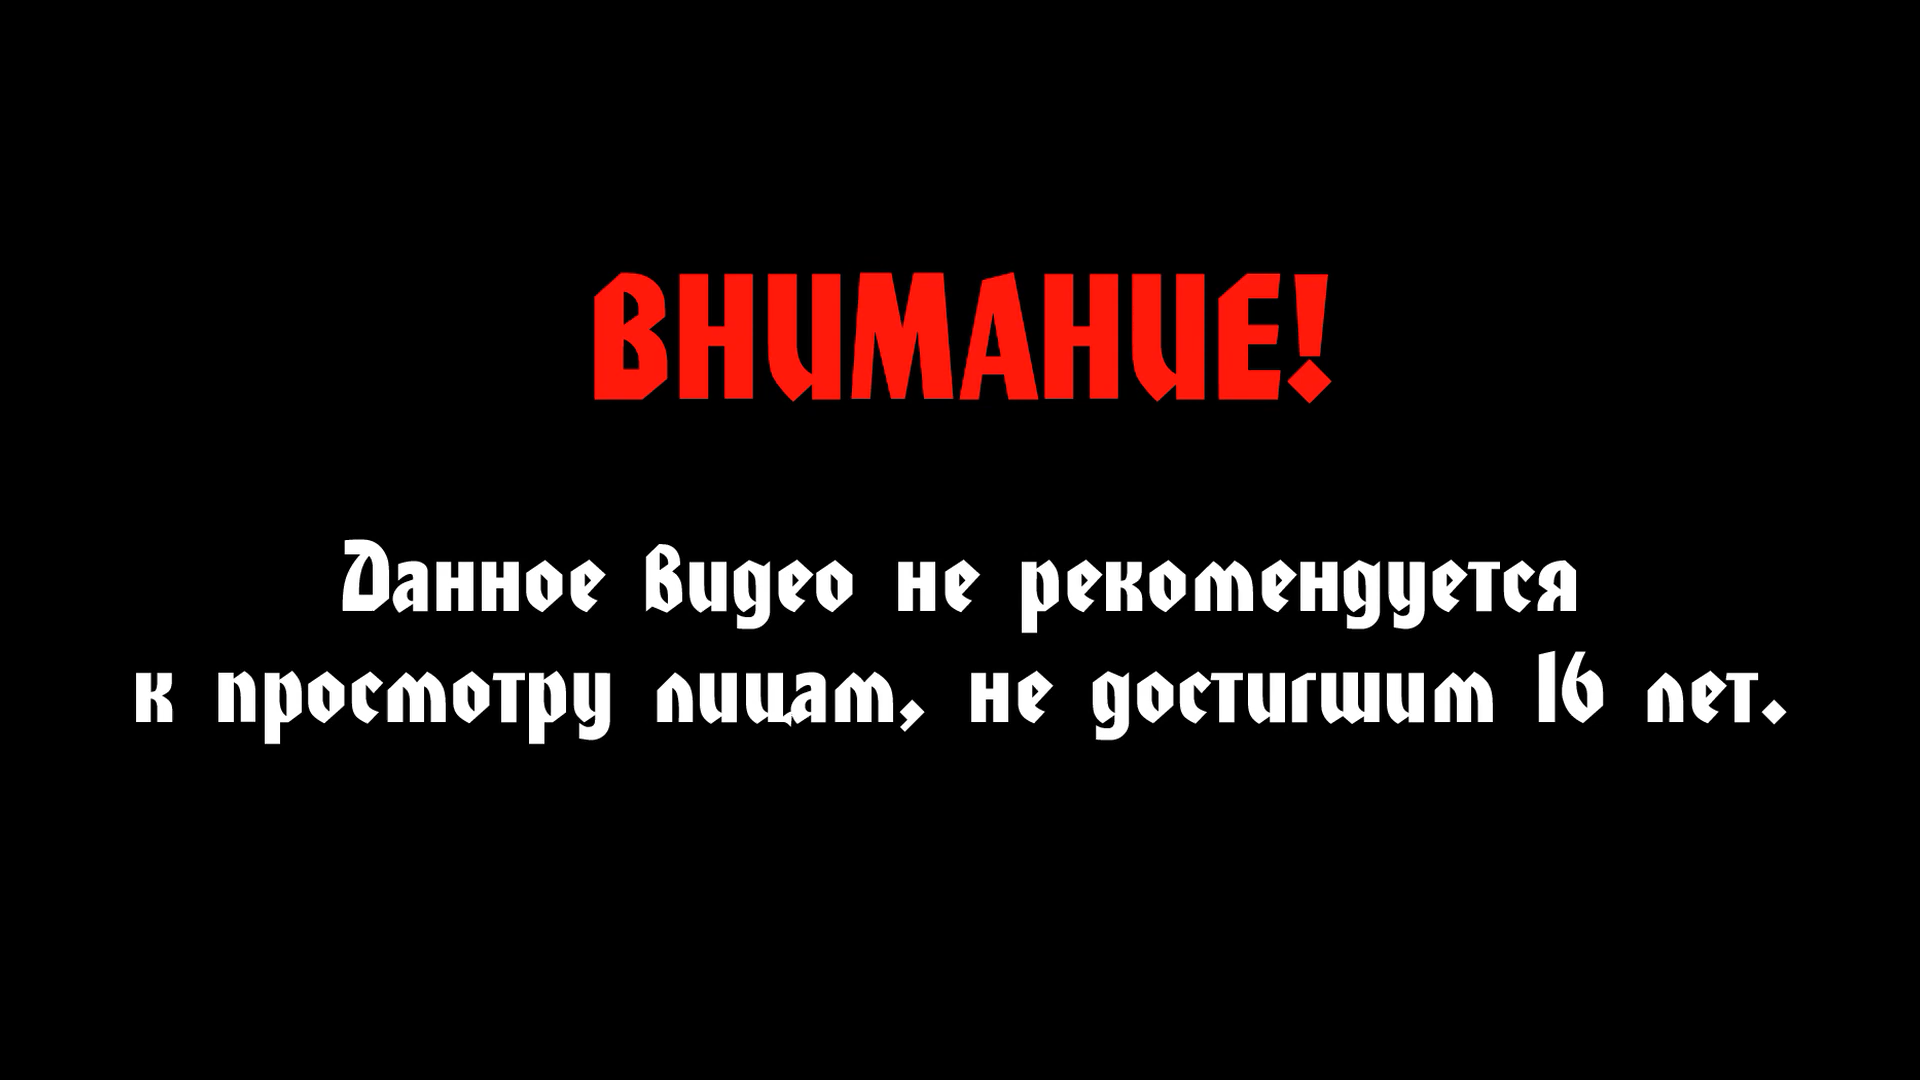 ВНИМАНИЕ!
Данное видео не рекомендуется
к просмотру лицам, не достигшим 16 лет.